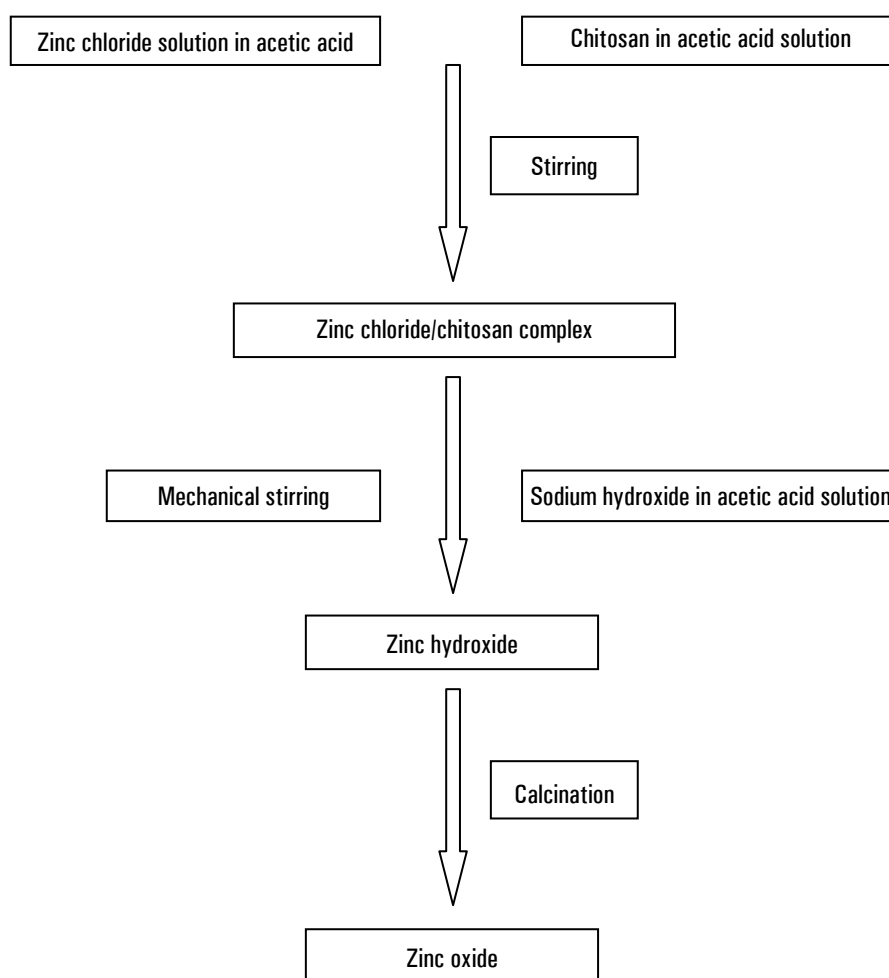 Zinc chloride solution in acetic acid
Chitosan in acetic acid solution
Stirring
Zinc chloride/chitosan complex
Mechanical stirring
Sodium hydroxide in acetic acid solution
Zinc hydroxide
Calcination
Zinc oxide